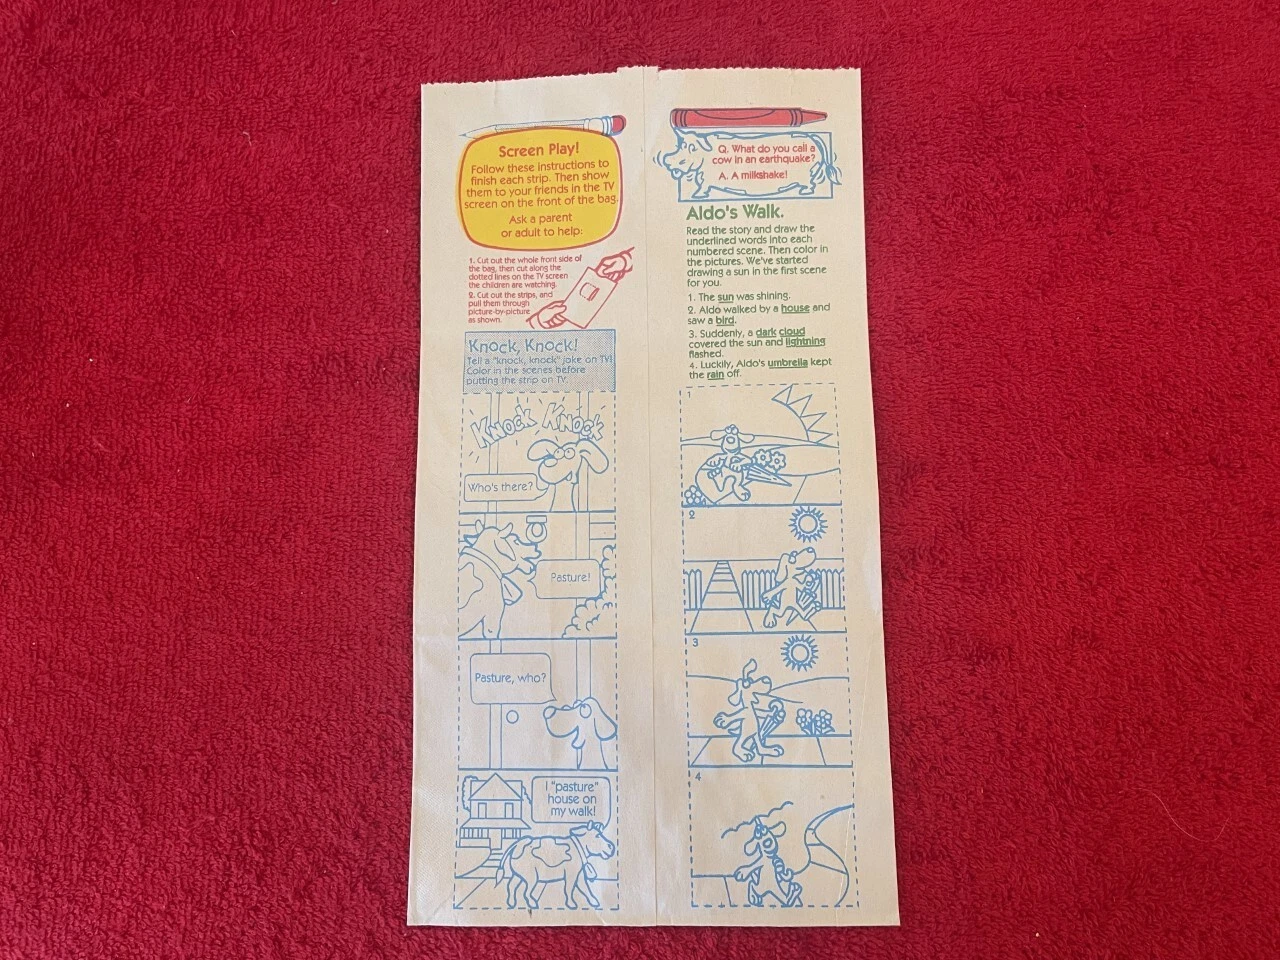 Screen Play!
Follow these instructions to
finish each strip. Then show
them to your friends in the TV
screen on the front of the bag.
Ask a parent
or adult to help:
1. Cut out the whole front side of
the bag, then cut along the
dotted lines on the TV screen
the children are watching.
2. Cut out the strips, and
pull them through
picture-by-picture
as shown.
Knock, Knock!
Tell a "knock, knock" joke on TV!
Color in the scenes before
putting the strip on TV.
Knock Knock
Who's there?
Pasture!
Pasture, who?
I "pasture"
house on
my walk!
Q. What do you call a
cow in an earthquake?
A. A milkshake!
Aldo's Walk.
Read the story and draw the
underlined words into each
numbered scene. Then color in
the pictures. We've started
drawing a sun in the first scene
for you.
1. The sun was shining.
2. Aldo walked by a house and
saw a bird.
3. Suddenly, a dark cloud
covered the sun and lightning
flashed.
4. Luckily, Aldo's umbrella kept
the rain off.
1
2
3
4